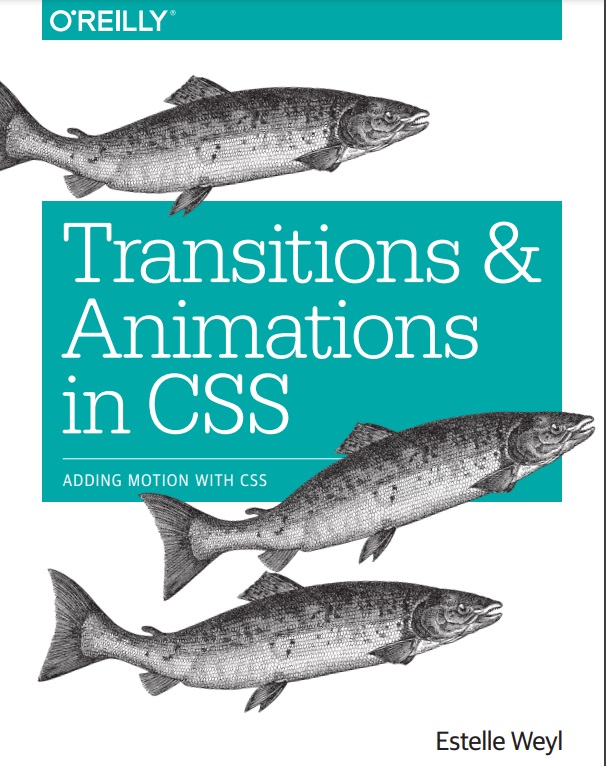 O'REILLY®
Transitions &
Animations
in CSS
ADDING MOTION WITH CSS
Estelle Weyl